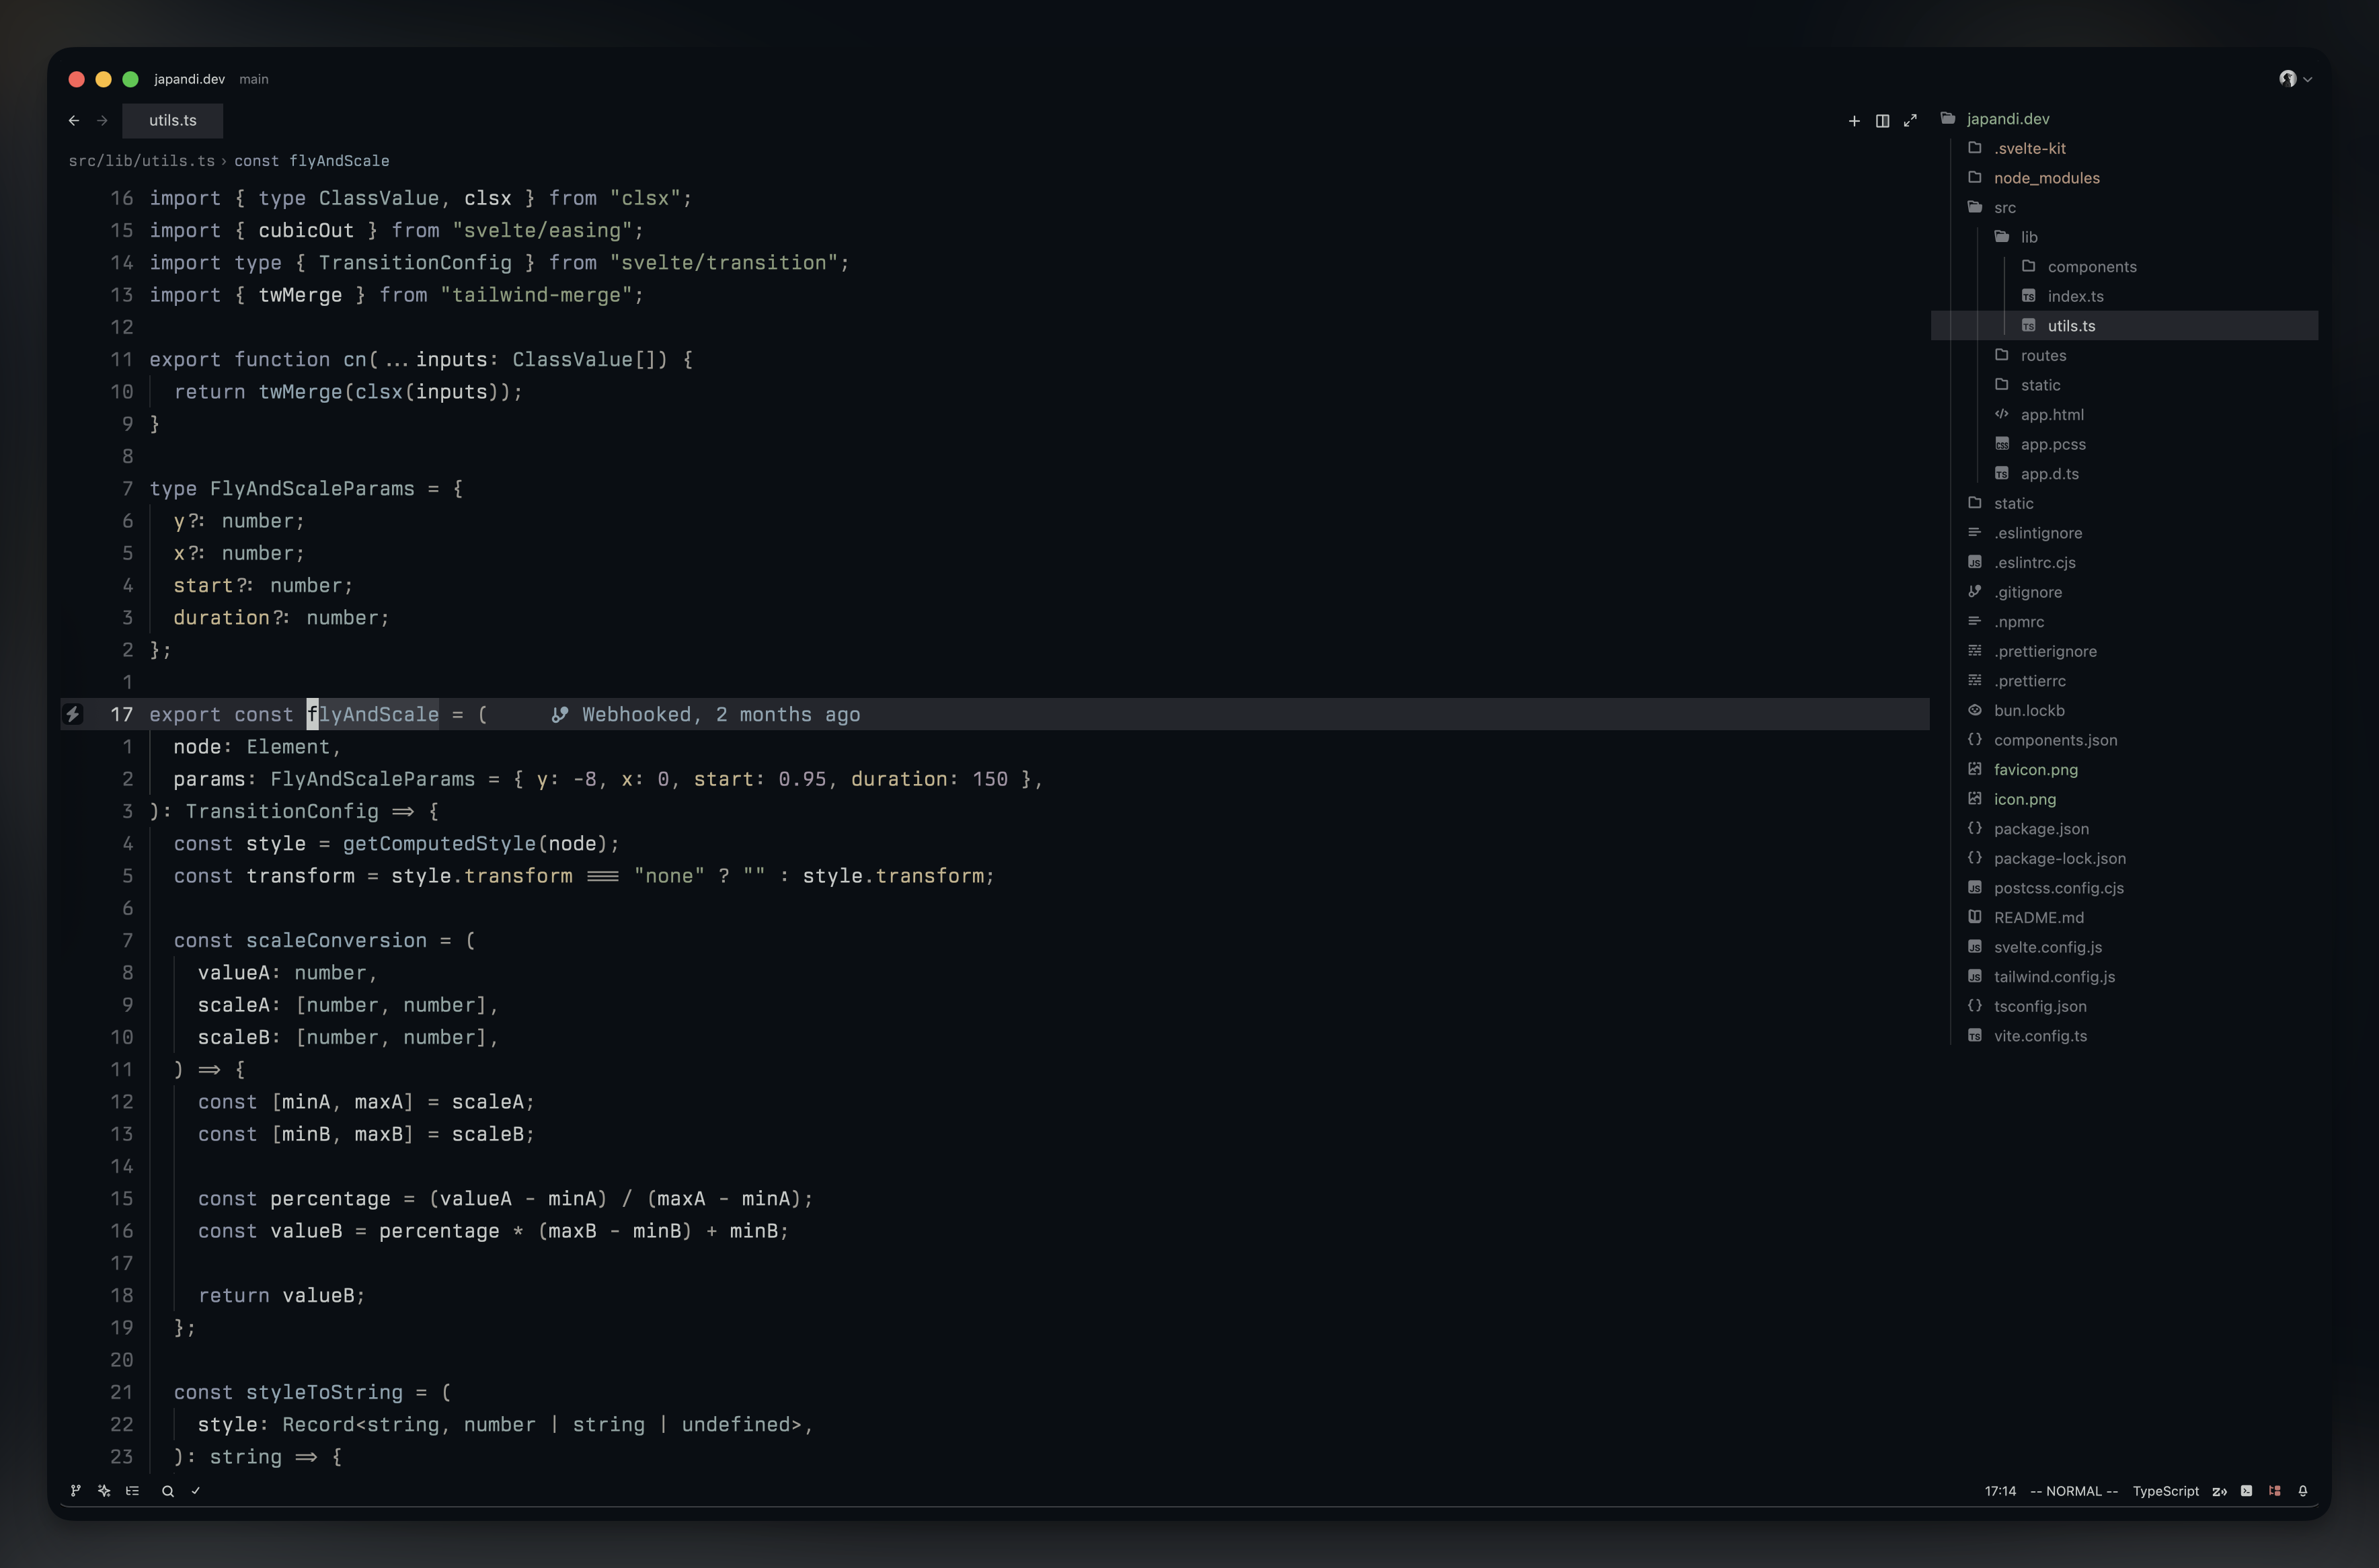 japandi.dev main
utils.ts
src/lib/utils.ts › const flyAndScale
16 import { type ClassValue, clsx } from "clsx";
15 import { cubicOut } from "svelte/easing";
14 import type { TransitionConfig } from "svelte/transition";
13 import { twMerge } from "tailwind-merge";
12
11 export function cn(...inputs: ClassValue[]) {
10 return twMerge(clsx(inputs));
9 }
8
7 type FlyAndScaleParams = {
6 y?: number;
5 x?: number;
4 start?: number;
3 duration?: number;
2 };
1
17 export const flyAndScale = ( Webhooked, 2 months ago
1 node: Element,
2 params: FlyAndScaleParams = { y: -8, x: 0, start: 0.95, duration: 150 },
3 ): TransitionConfig => {
4 const style = getComputedStyle(node);
5 const transform = style.transform === "none" ? "" : style.transform;
6
7 const scaleConversion = (
8 valueA: number,
9 scaleA: [number, number],
10 scaleB: [number, number],
11 ) => {
12 const [minA, maxA] = scaleA;
13 const [minB, maxB] = scaleB;
14
15 const percentage = (valueA - minA) / (maxA - minA);
16 const valueB = percentage * (maxB - minB) + minB;
17
18 return valueB;
19 };
20
21 const styleToString = (
22 style: Record<string, number | string | undefined>,
23 ): string => {
japandi.dev
.svelte-kit
node_modules
src
lib
components
TS index.ts
TS utils.ts
routes
static
</> app.html
CSS app.pcss
TS app.d.ts
static
.eslintignore
JS .eslintrc.cjs
.gitignore
.npmrc
.prettierignore
.prettierrc
bun.lockb
{} components.json
favicon.png
icon.png
{} package.json
{} package-lock.json
JS postcss.config.cjs
README.md
JS svelte.config.js
JS tailwind.config.js
{} tsconfig.json
TS vite.config.ts
17:14 -- NORMAL -- TypeScript